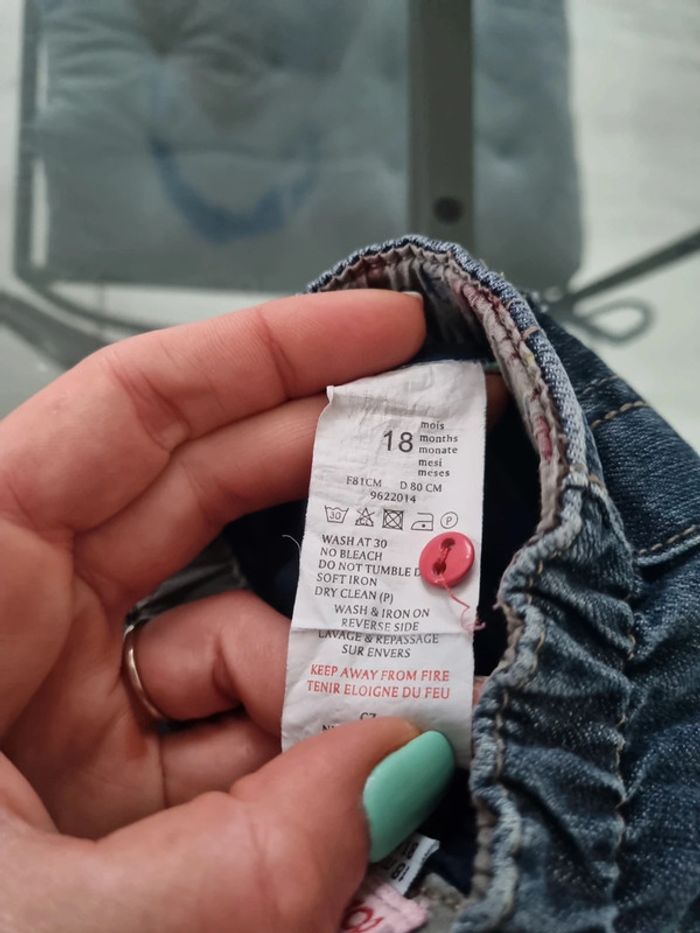 mois
18 months
monate
mesi
meses
F81CM D 80 CM
9622014
30 P
WASH AT 30
NO BLEACH
DO NOT TUMBLE D
SOFT IRON
DRY CLEAN (P)
WASH & IRON ON
REVERSE SIDE
LAVAGE & REPASSAGE
SUR ENVERS
KEEP AWAY FROM FIRE
TENIR ELOIGNE DU FEU